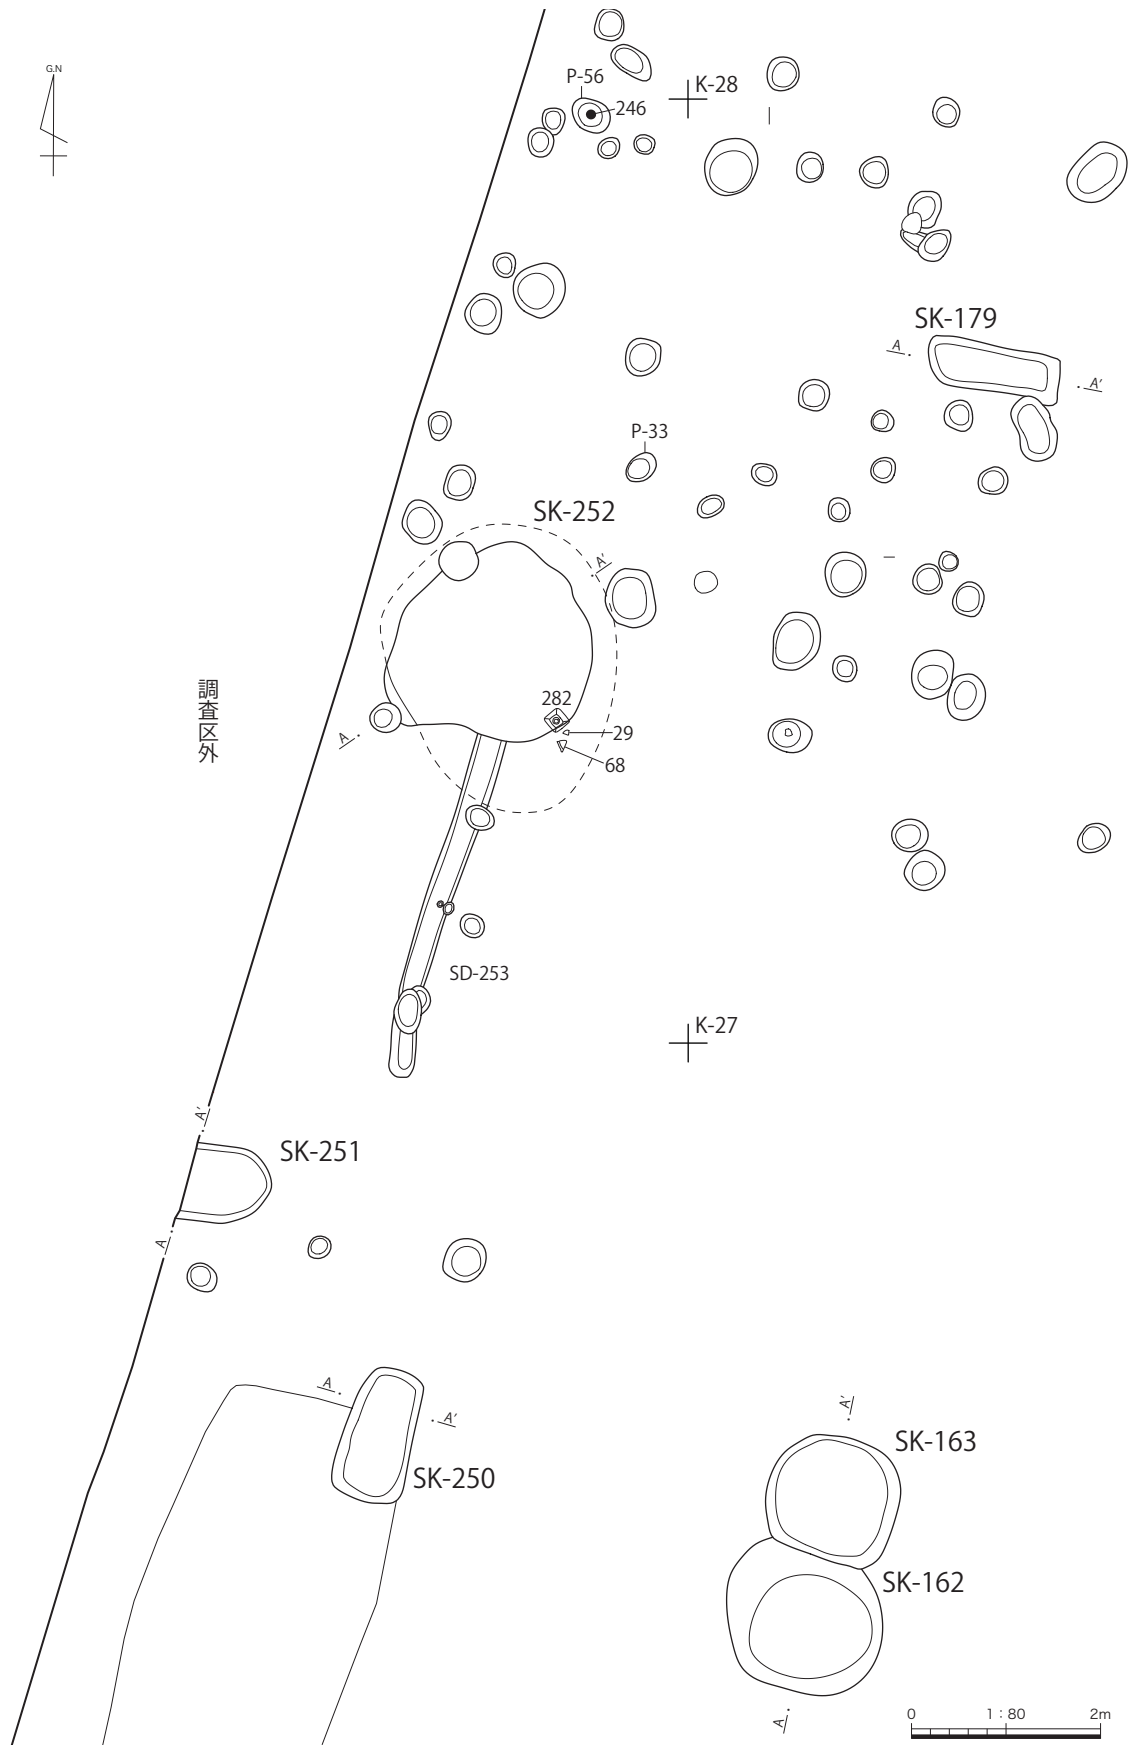 G.N
P-56
K-28
246
SK-179
A
A'
P-33
SK-252
A'
調査区外
282
A
29
68
SD-253
K-27
A'
SK-251
A
A
A'
SK-250
A'
SK-163
SK-162
A
0 1：80 2m